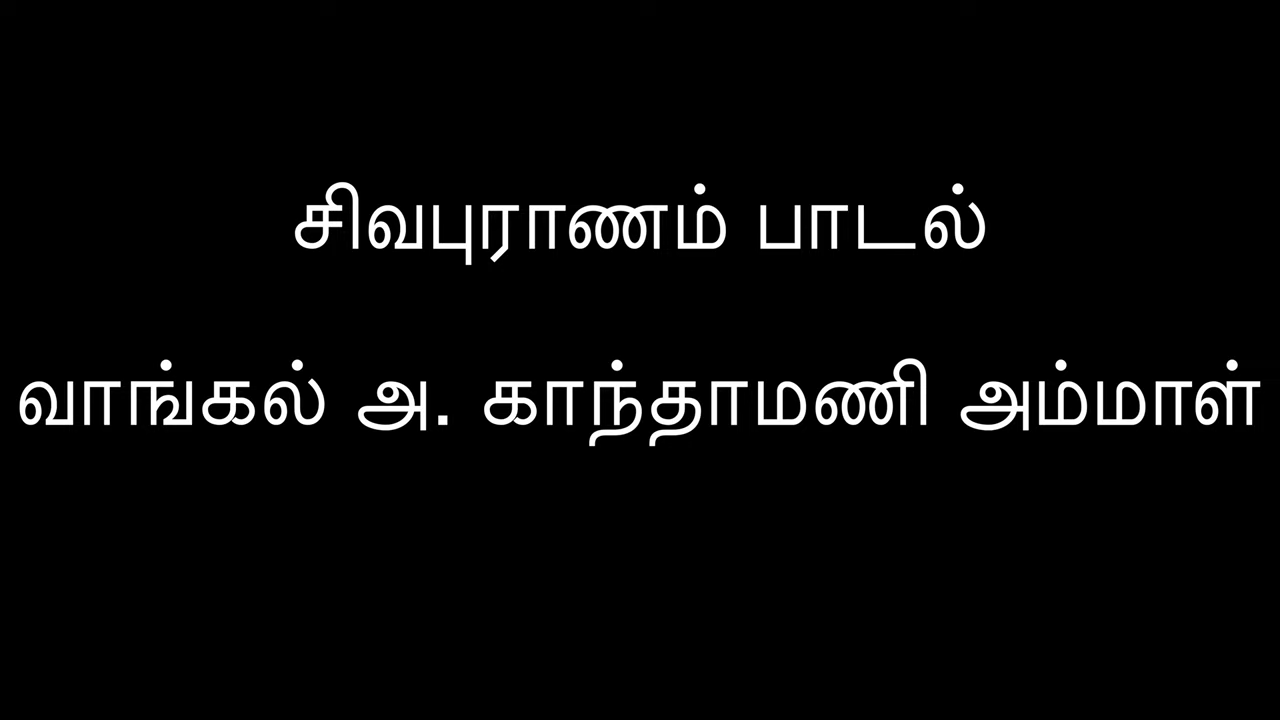 சிவபுராணம் பாடல்
வாங்கல் அ. காந்தாமணி அம்மாள்